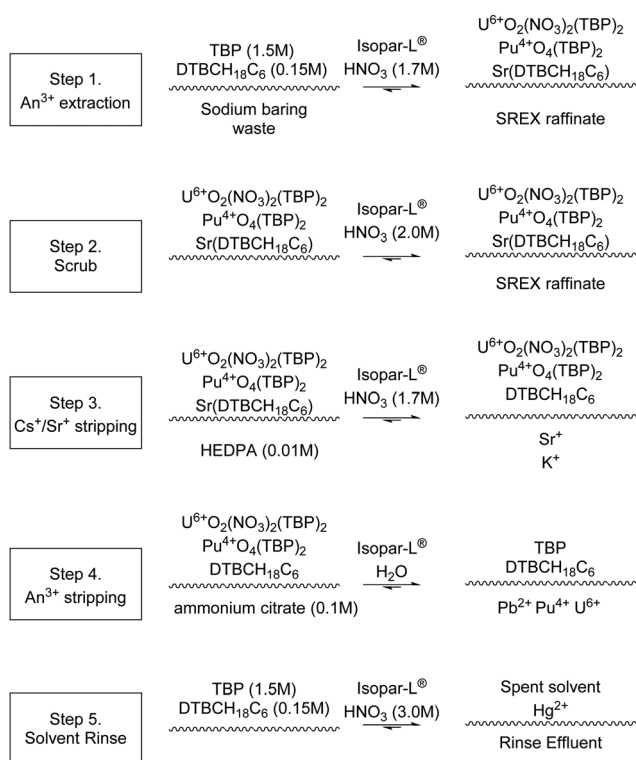 Step 1.
An³⁺ extraction
TBP (1.5M)
DTBCH₁₈C₆ (0.15M)
Sodium baring
waste
Isopar-L®
HNO₃ (1.7M)
U⁶⁺O₂(NO₃)₂(TBP)₂
Pu⁴⁺O₄(TBP)₂
Sr(DTBCH₁₈C₆)
SREX raffinate
Step 2.
Scrub
U⁶⁺O₂(NO₃)₂(TBP)₂
Pu⁴⁺O₄(TBP)₂
Sr(DTBCH₁₈C₆)
Isopar-L®
HNO₃ (2.0M)
U⁶⁺O₂(NO₃)₂(TBP)₂
Pu⁴⁺O₄(TBP)₂
Sr(DTBCH₁₈C₆)
SREX raffinate
Step 3.
Cs⁺/Sr⁺ stripping
U⁶⁺O₂(NO₃)₂(TBP)₂
Pu⁴⁺O₄(TBP)₂
Sr(DTBCH₁₈C₆)
HEDPA (0.01M)
Isopar-L®
HNO₃ (1.7M)
U⁶⁺O₂(NO₃)₂(TBP)₂
Pu⁴⁺O₄(TBP)₂
DTBCH₁₈C₆
Sr⁺
K⁺
Step 4.
An³⁺ stripping
U⁶⁺O₂(NO₃)₂(TBP)₂
Pu⁴⁺O₄(TBP)₂
DTBCH₁₈C₆
ammonium citrate (0.1M)
Isopar-L®
H₂O
TBP
DTBCH₁₈C₆
Pb²⁺ Pu⁴⁺ U⁶⁺
Step 5.
Solvent Rinse
TBP (1.5M)
DTBCH₁₈C₆ (0.15M)
Isopar-L®
HNO₃ (3.0M)
Spent solvent
Hg²⁺
Rinse Effluent